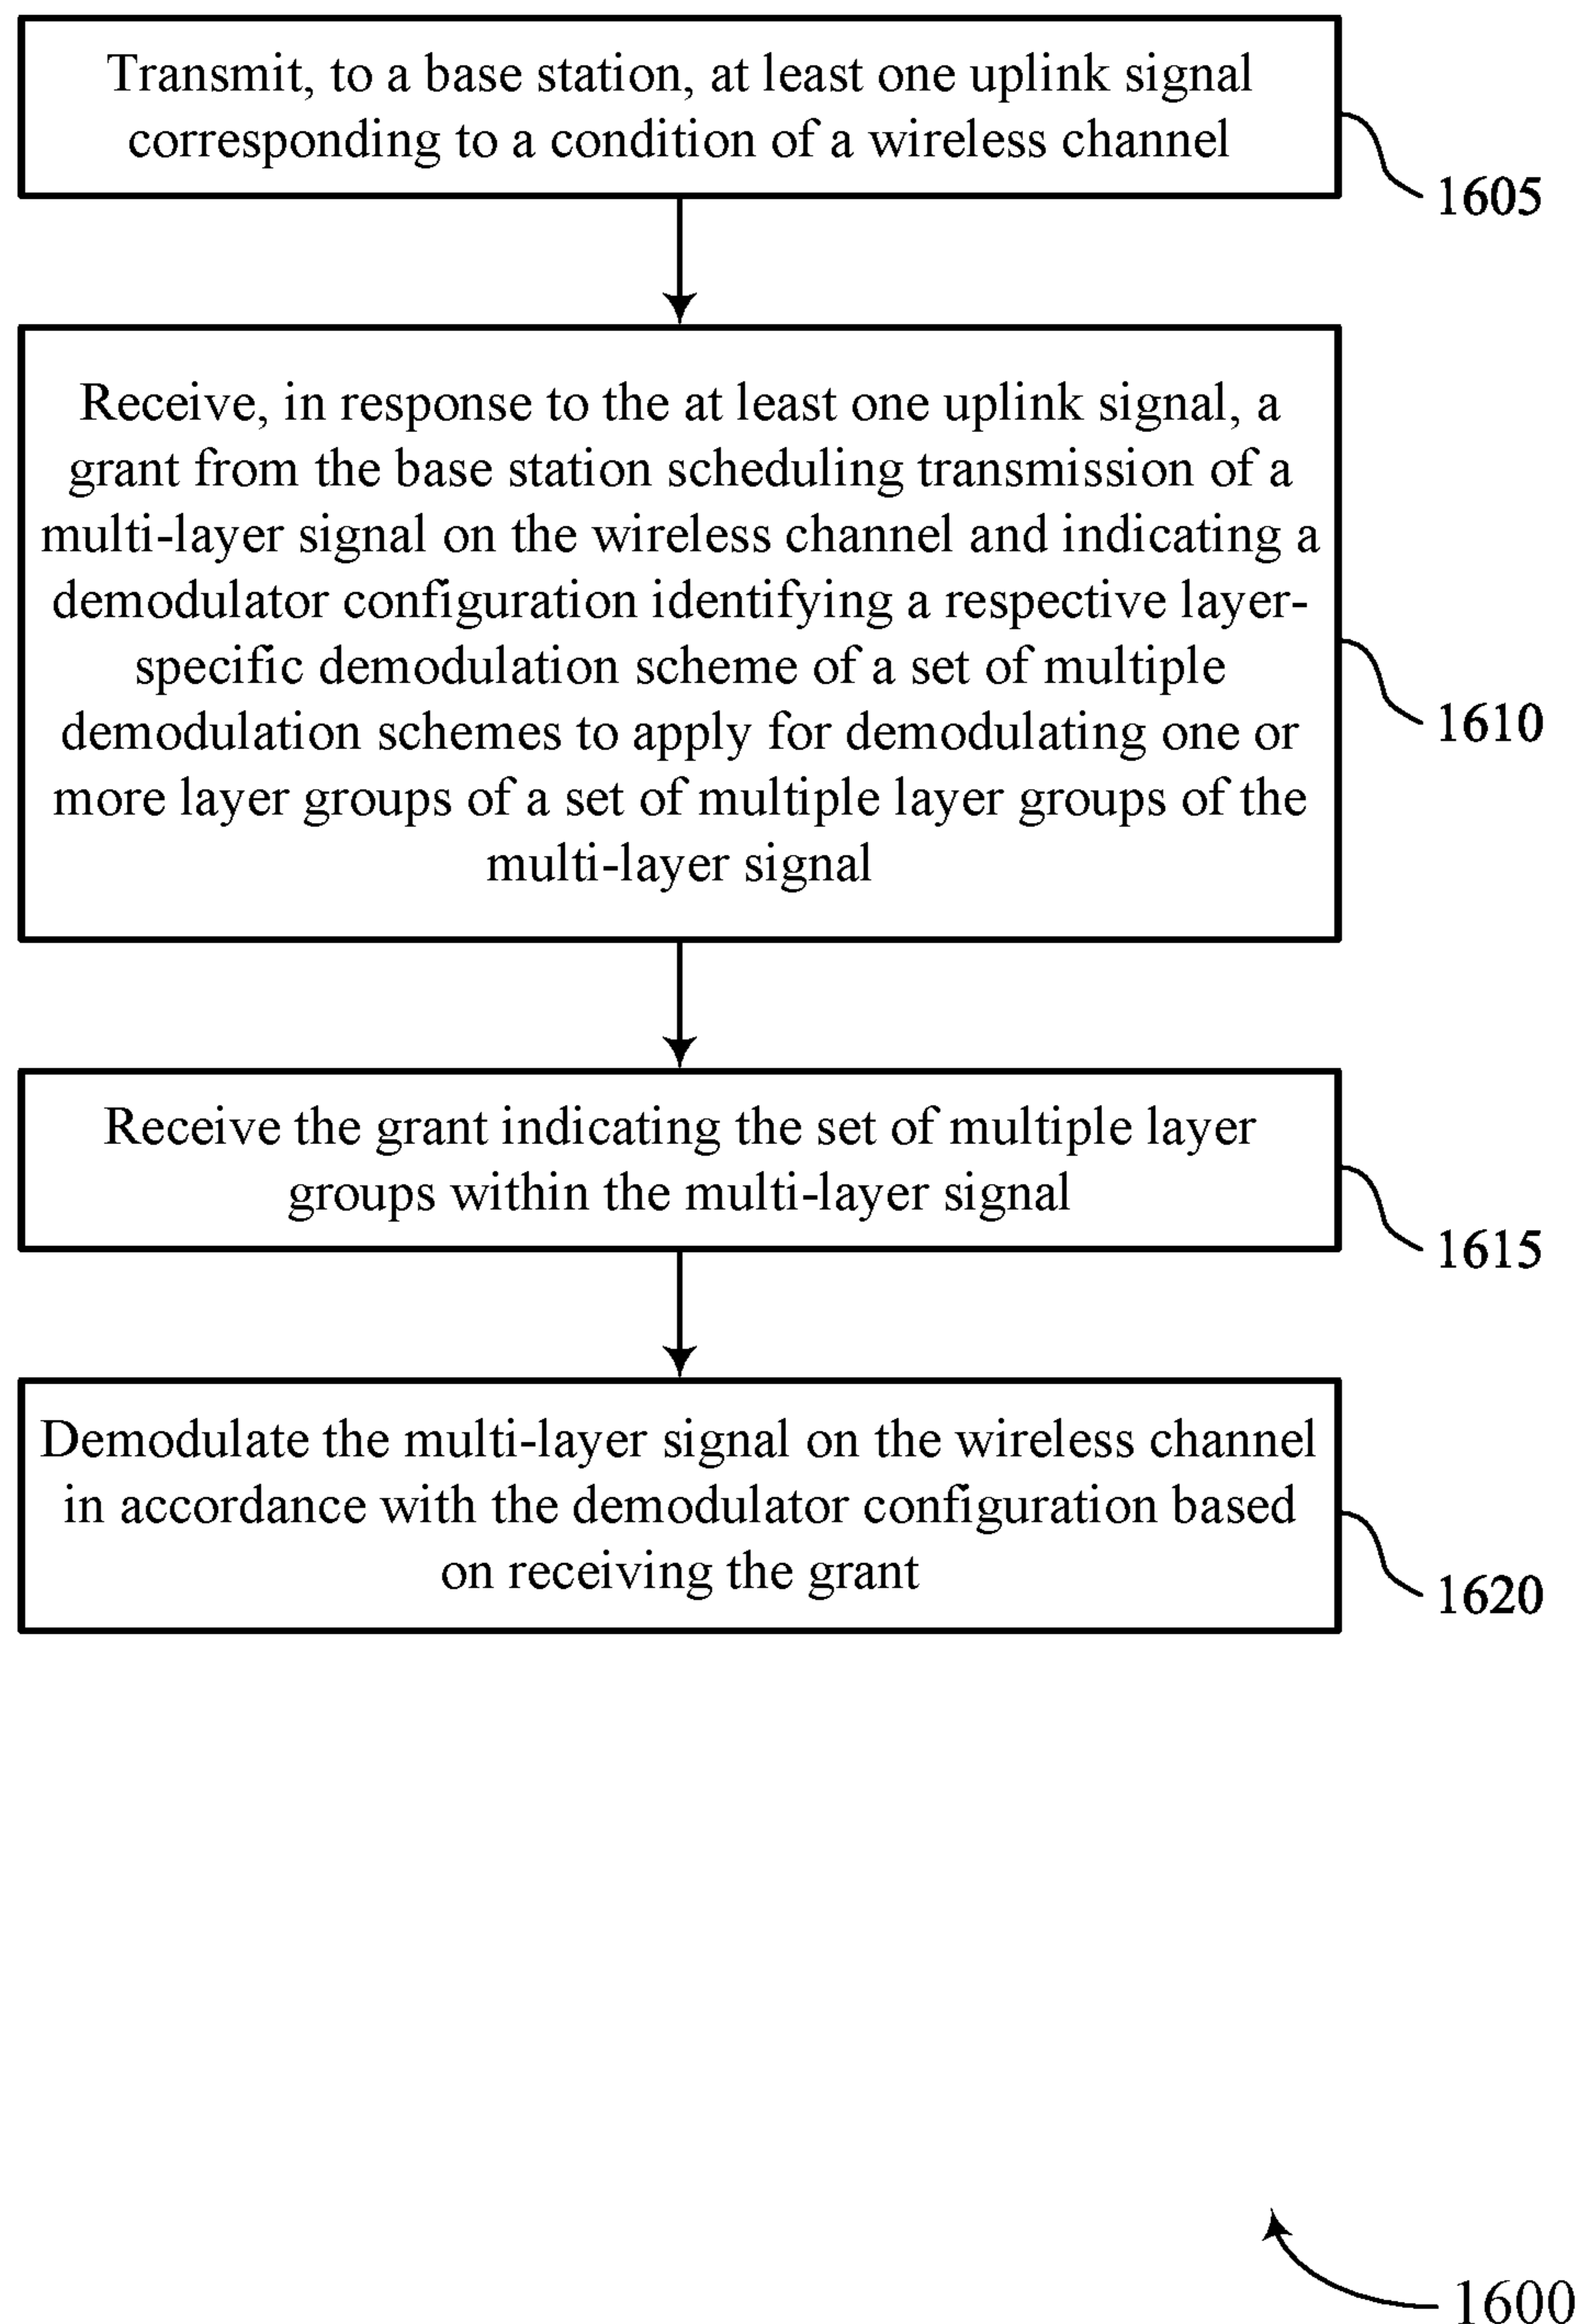 Transmit, to a base station, at least one uplink signal
corresponding to a condition of a wireless channel
1605
Receive, in response to the at least one uplink signal, a
grant from the base station scheduling transmission of a
multi-layer signal on the wireless channel and indicating a
demodulator configuration identifying a respective layer-
specific demodulation scheme of a set of multiple
demodulation schemes to apply for demodulating one or
more layer groups of a set of multiple layer groups of the
multi-layer signal
1610
Receive the grant indicating the set of multiple layer
groups within the multi-layer signal
1615
Demodulate the multi-layer signal on the wireless channel
in accordance with the demodulator configuration based
on receiving the grant
1620
1600